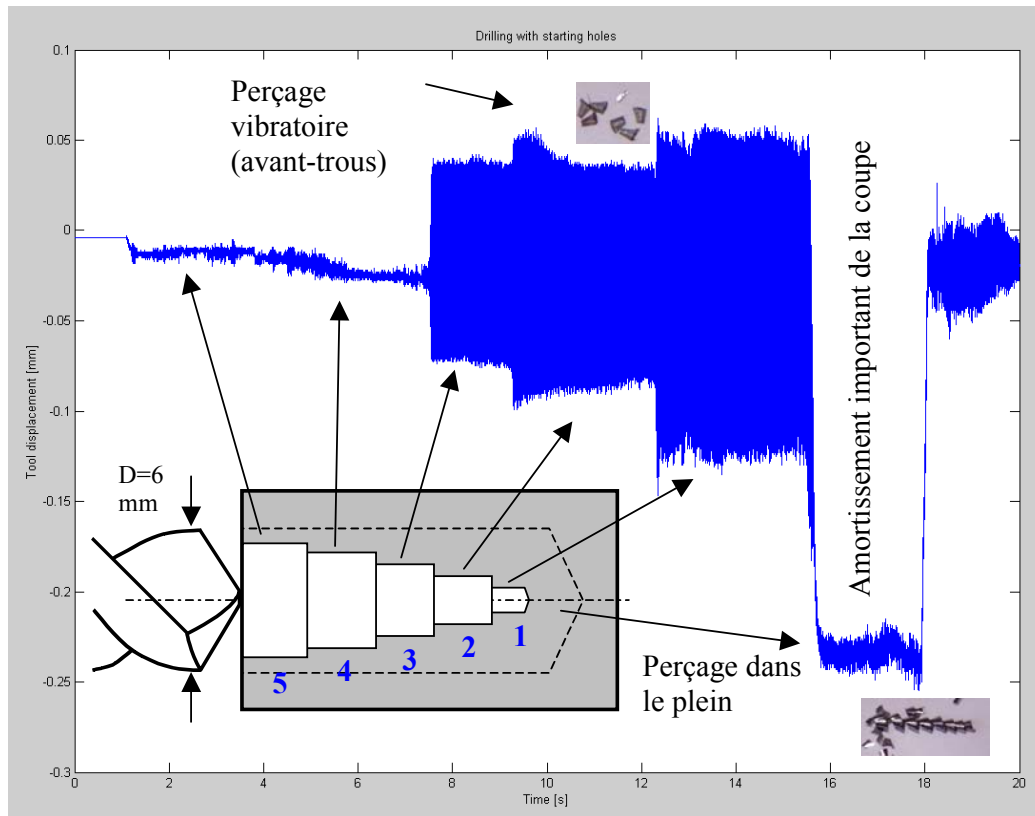 Drilling with starting holes
0.1
0.05
0
-0.05
-0.1
-0.15
-0.2
-0.25
-0.3
Tool displacement [mm]
Perçage
vibratoire
(avant-trous)
Amortissement important de la coupe
D=6
mm
5
4
3
2
1
Perçage dans
le plein
0
2
4
6
8
10
12
14
16
18
20
Time [s]